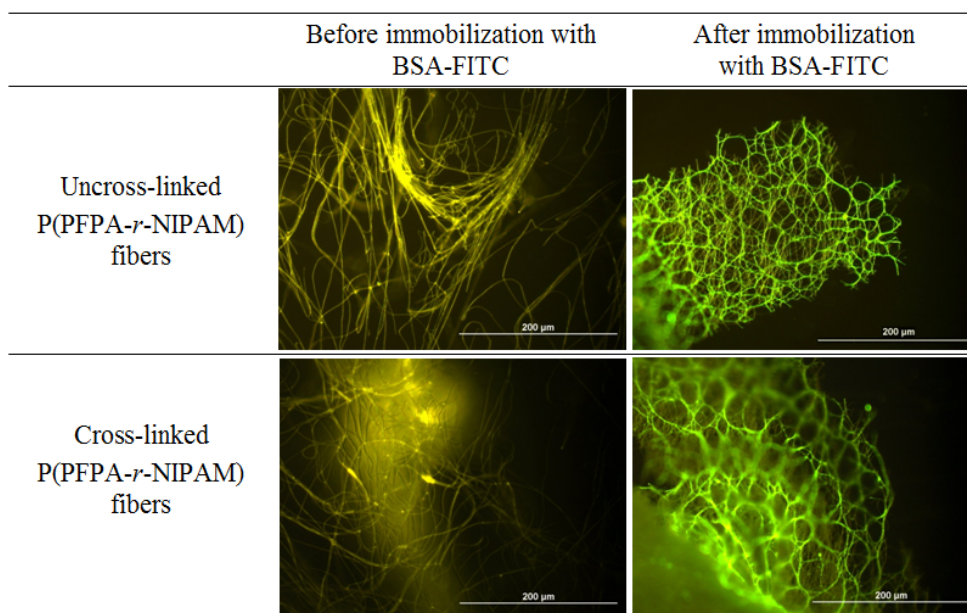 Before immobilization with
BSA-FITC
After immobilization
with BSA-FITC
Uncross-linked
P(PFPA-r-NIPAM)
fibers
200 µm
200 µm
Cross-linked
P(PFPA-r-NIPAM)
fibers
200 µm
200 µm